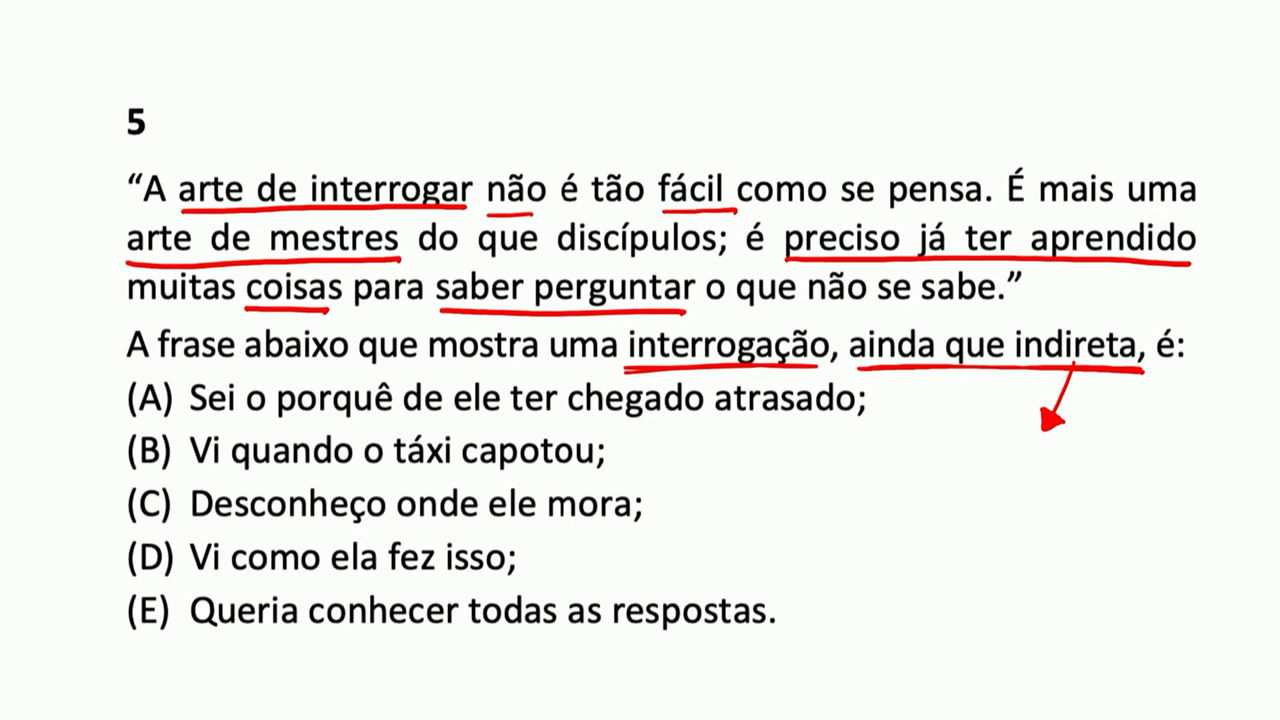 5
“A arte de interrogar não é tão fácil como se pensa. É mais uma
arte de mestres do que discípulos; é preciso já ter aprendido
muitas coisas para saber perguntar o que não se sabe.”
A frase abaixo que mostra uma interrogação, ainda que indireta, é:
(A) Sei o porquê de ele ter chegado atrasado;
(B) Vi quando o táxi capotou;
(C) Desconheço onde ele mora;
(D) Vi como ela fez isso;
(E) Queria conhecer todas as respostas.